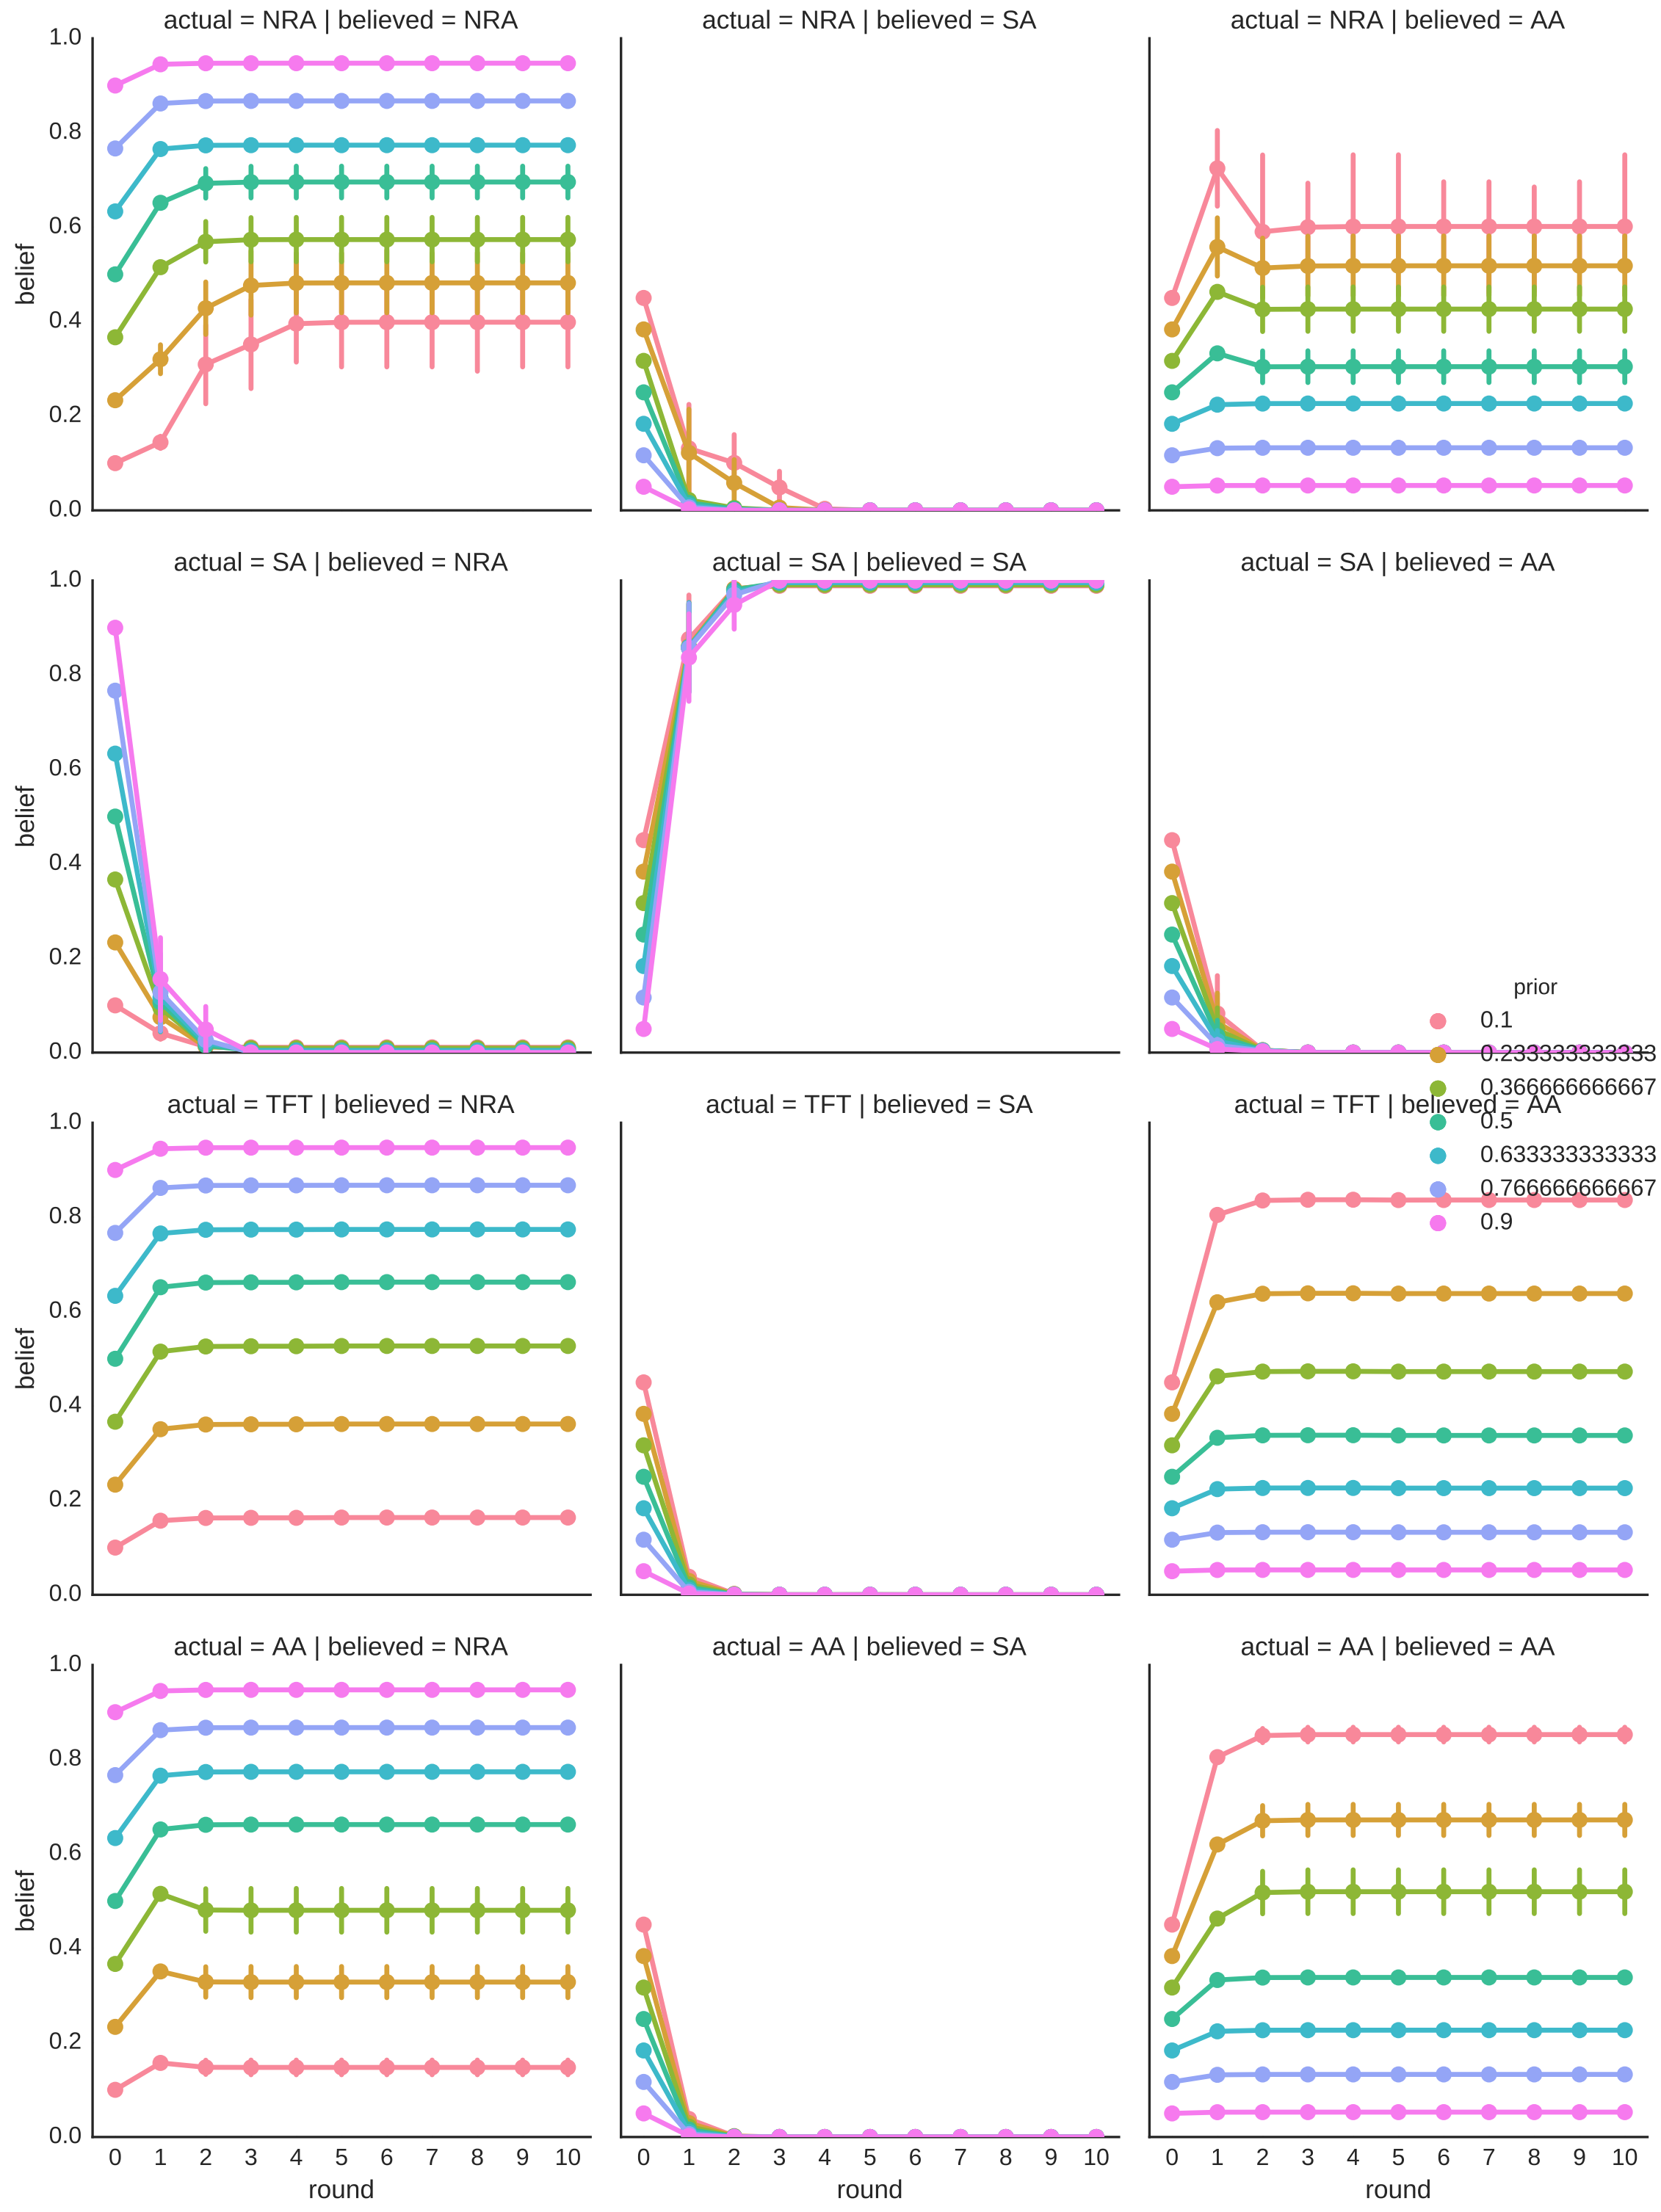 actual = NRA | believed = NRA
actual = NRA | believed = SA
actual = NRA | believed = AA
1.0
0.8
0.6
0.4
0.2
0.0
belief
actual = SA | believed = NRA
actual = SA | believed = SA
actual = SA | believed = AA
1.0
0.8
0.6
0.4
0.2
0.0
belief
prior
0.1
0.233333333333
0.366666666667
0.5
0.633333333333
0.766666666667
0.9
actual = TFT | believed = NRA
actual = TFT | believed = SA
actual = TFT | believed = AA
1.0
0.8
0.6
0.4
0.2
0.0
belief
actual = AA | believed = NRA
actual = AA | believed = SA
actual = AA | believed = AA
1.0
0.8
0.6
0.4
0.2
0.0
belief
0 1 2 3 4 5 6 7 8 9 10
0 1 2 3 4 5 6 7 8 9 10
0 1 2 3 4 5 6 7 8 9 10
round
round
round